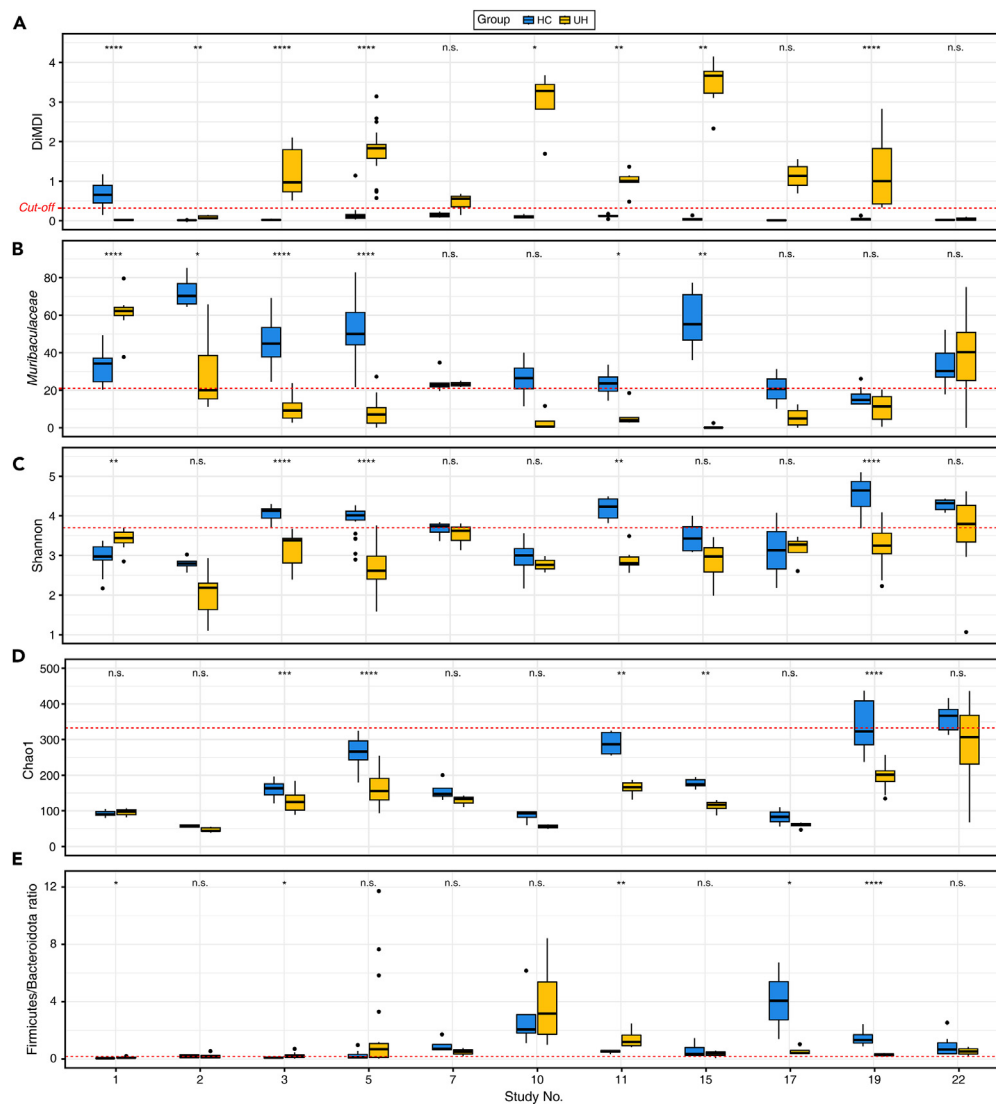 Group HC UH
A
**** ** **** **** n.s. * ** ** n.s. **** n.s.
4
3
2
1
Cut-off
0
DiMDI
B
**** * **** **** n.s. n.s. * ** n.s. n.s. n.s.
80
60
40
20
0
Muribaculaceae
C
** n.s. **** **** n.s. n.s. ** n.s. n.s. **** n.s.
5
4
3
2
1
Shannon
D
n.s. n.s. *** **** n.s. n.s. ** ** n.s. **** n.s.
500
400
300
200
100
0
Chao1
E
* n.s. * n.s. n.s. n.s. ** n.s. * **** n.s.
12
8
4
0
Firmicutes/Bacteroidota ratio
1 2 3 5 7 10 11 15 17 19 22
Study No.